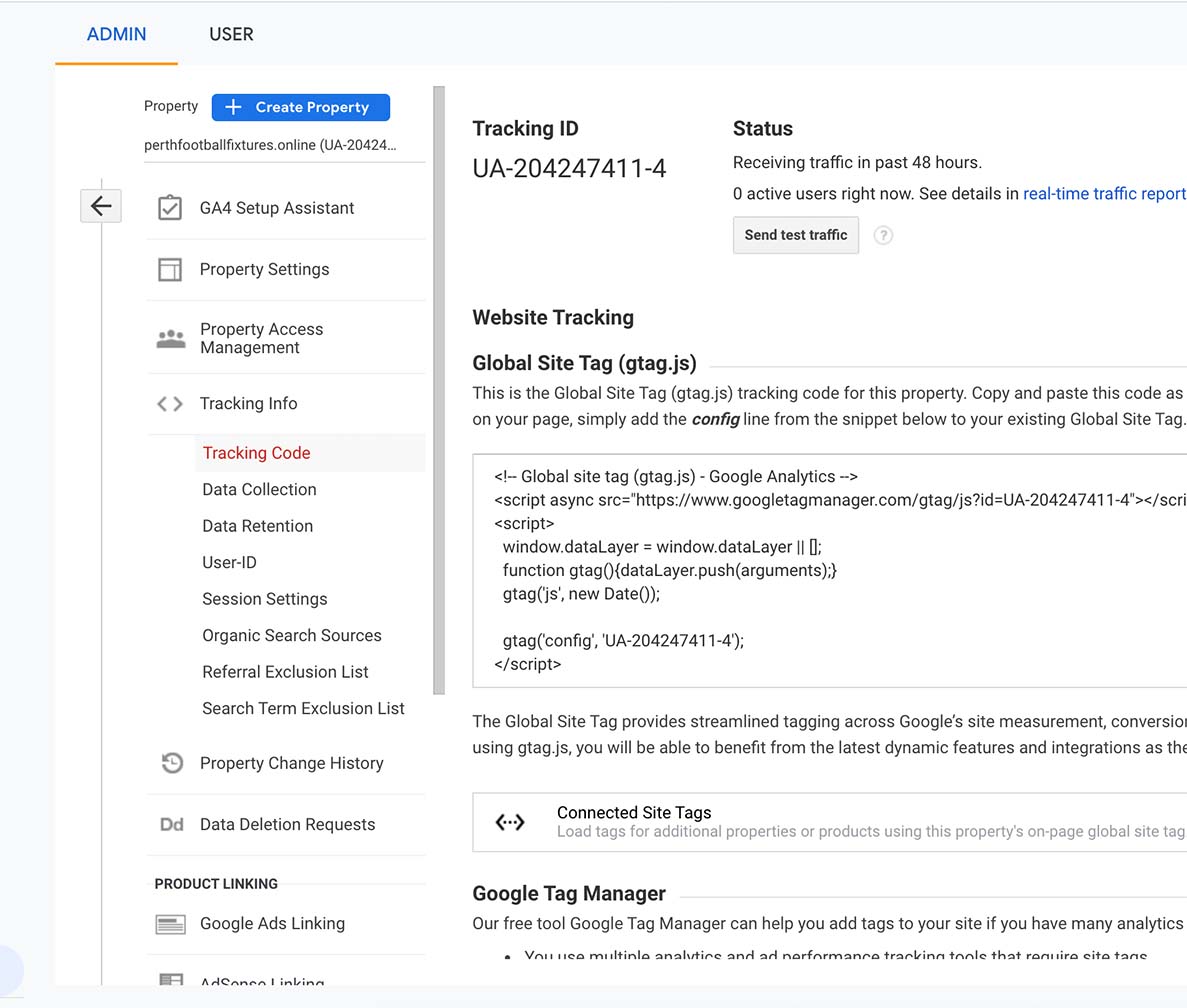 ADMIN
USER
Property
Create Property
perthfootballfixtures.online (UA-20424…
GA4 Setup Assistant
Property Settings
Property Access
Management
Tracking Info
Tracking Code
Data Collection
Data Retention
User-ID
Session Settings
Organic Search Sources
Referral Exclusion List
Search Term Exclusion List
Property Change History
Dd Data Deletion Requests
PRODUCT LINKING
Google Ads Linking
AdSense Linking
Tracking ID
UA-204247411-4
Status
Receiving traffic in past 48 hours.
0 active users right now. See details in real-time traffic report
Send test traffic ?
Website Tracking
Global Site Tag (gtag.js)
This is the Global Site Tag (gtag.js) tracking code for this property. Copy and paste this code as
on your page, simply add the config line from the snippet below to your existing Global Site Tag.
<!-- Global site tag (gtag.js) - Google Analytics -->
<script async src="https://www.googletagmanager.com/gtag/js?id=UA-204247411-4"></scri
<script>
window.dataLayer = window.dataLayer || [];
function gtag(){dataLayer.push(arguments);}
gtag('js', new Date());
gtag('config', 'UA-204247411-4');
</script>
The Global Site Tag provides streamlined tagging across Google’s site measurement, conversion
using gtag.js, you will be able to benefit from the latest dynamic features and integrations as the
Connected Site Tags
Load tags for additional properties or products using this property's on-page global site tag
Google Tag Manager
Our free tool Google Tag Manager can help you add tags to your site if you have many analytics
• You use multiple analytics and ad performance tracking tools that require site tags